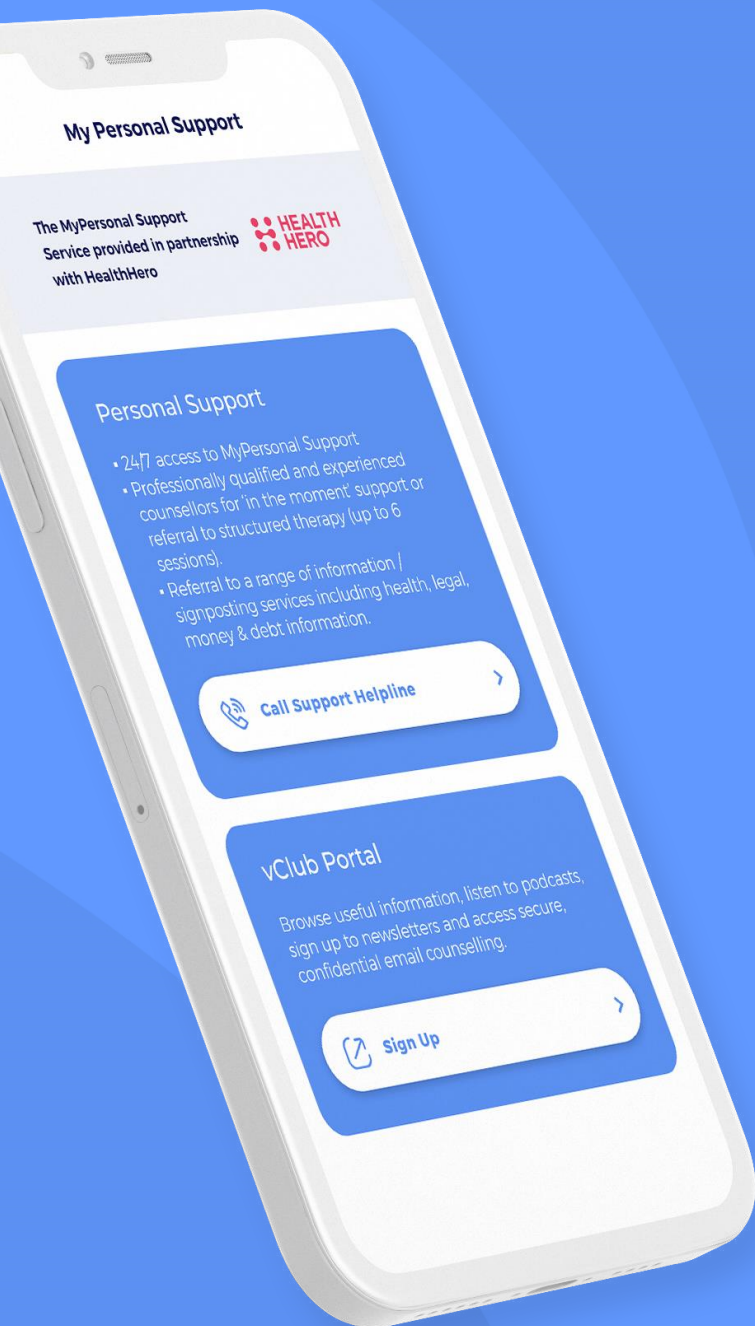 My Personal Support
The MyPersonal Support
Service provided in partnership
with HealthHero
HEALTH
HERO
Personal Support
• 24/7 access to MyPersonal Support
• Professionally qualified and experienced
counsellors for 'in the moment' support or
referral to structured therapy (up to 6
sessions).
• Referral to a range of information /
signposting services including health, legal,
money & debt information.
Call Support Helpline
vClub Portal
Browse useful information, listen to podcasts,
sign up to newsletters and access secure,
confidential email counselling.
Sign Up